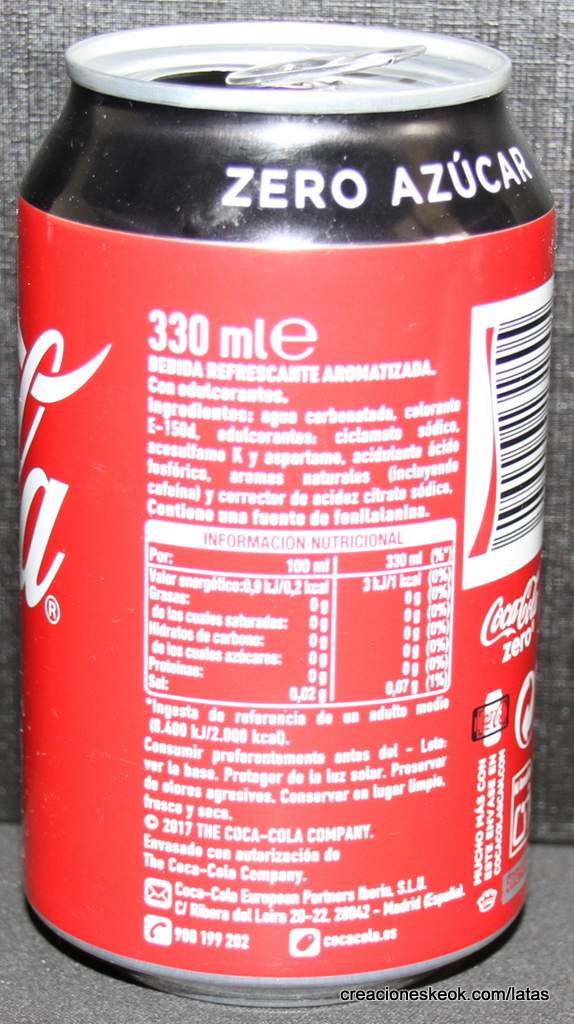 ZERO AZÚCAR
330 ml e
BEBIDA REFRESCANTE AROMATIZADA.
Con edulcorantes.
Ingredientes: agua carbonatada, colorante
E-150d, edulcorantes: ciclamato sódico,
acesulfamo K y aspartamo, acidulante ácido
fosfórico, aromas naturales (incluyendo
cafeína) y corrector de acidez citrato sódico.
Contiene una fuente de fenilalanina.
INFORMACIÓN NUTRICIONAL
Por: 100 ml 330 ml (%*)
Valor energético: 0,9 kJ/0,2 kcal 3 kJ/1 kcal (0%)
Grasas: 0 g 0 g (0%)
de las cuales saturadas: 0 g 0 g (0%)
Hidratos de carbono: 0 g 0 g (0%)
de los cuales azúcares: 0 g 0 g (0%)
Proteínas: 0 g 0 g (0%)
Sal: 0,02 g 0,07 g (1%)
*Ingesta de referencia de un adulto medio
(8.400 kJ/2.000 kcal).
Consumir preferentemente antes del - Lote:
ver la base. Proteger de la luz solar. Preservar
de olores agresivos. Conservar en lugar limpio,
fresco y seco.
© 2017 THE COCA-COLA COMPANY.
Envasado con autorización de
The Coca-Cola Company.
Coca-Cola European Partners Iberia, S.L.U.
C/ Ribera del Loira 20-22, 28042 - Madrid (España).
900 199 202 cocacola.es
Coca-Cola
zero
MUCHO MÁS CON
ESTE ENVASE EN
COCACOLASCAN.COM
creacioneskeok.com/latas